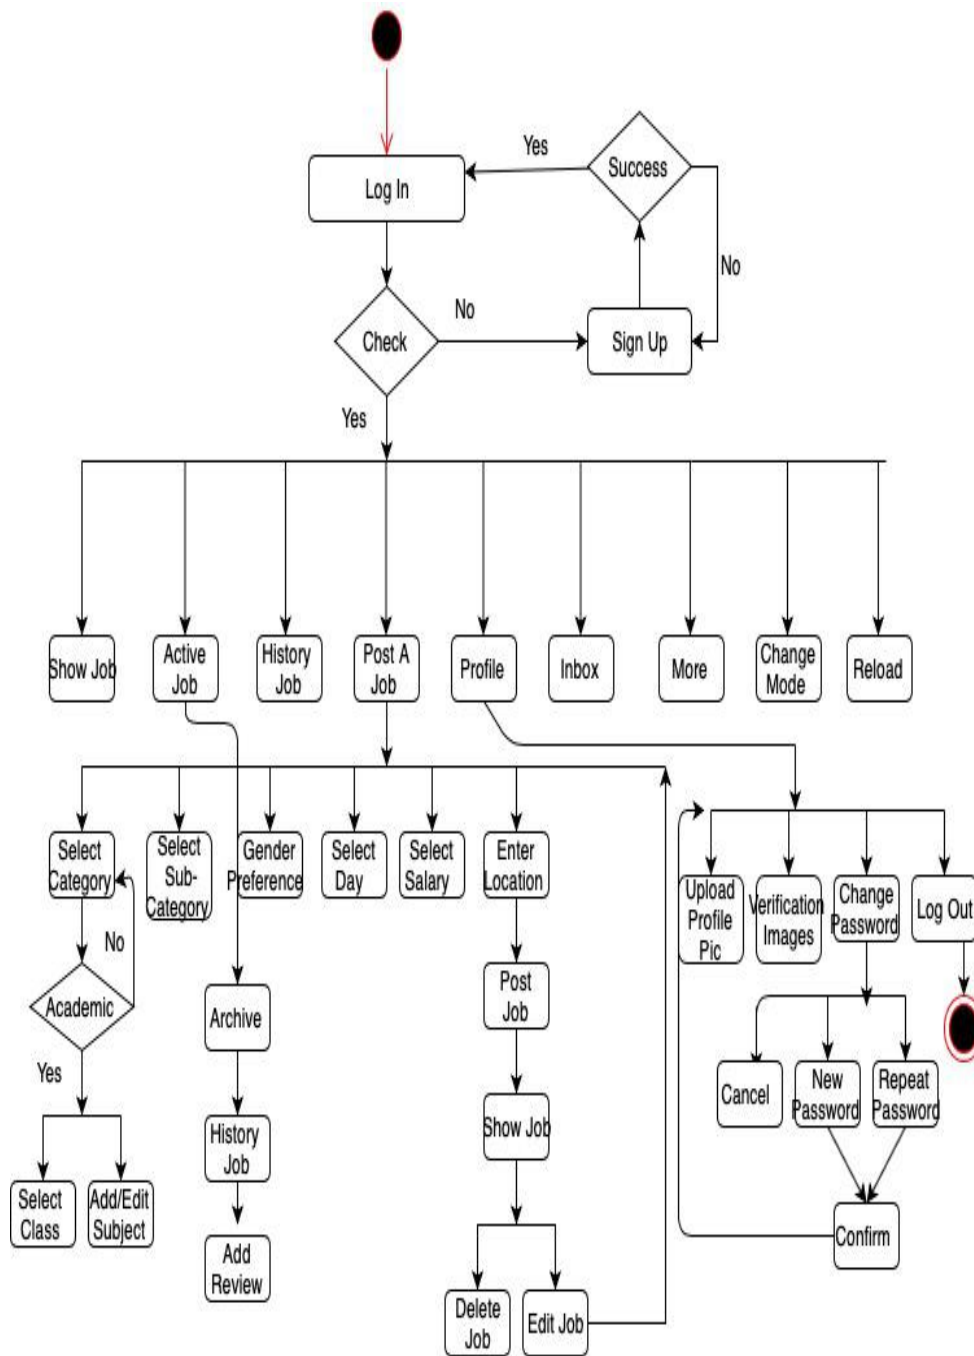 Yes
Success
Log In
No
No
Check
Sign Up
Yes
Show Job
Active
Job
History
Job
Post A
Job
Profile
Inbox
More
Change
Mode
Reload
Select
Category
Select
Sub-
Category
Gender
Preference
Select
Day
Select
Salary
Enter
Location
Upload
Profile
Pic
Verification
Images
Change
Password
Log Out
No
Academic
Archive
Post
Job
Yes
Cancel
New
Password
Repeat
Password
History
Job
Show Job
Select
Class
Add/Edit
Subject
Confirm
Add
Review
Delete
Job
Edit Job